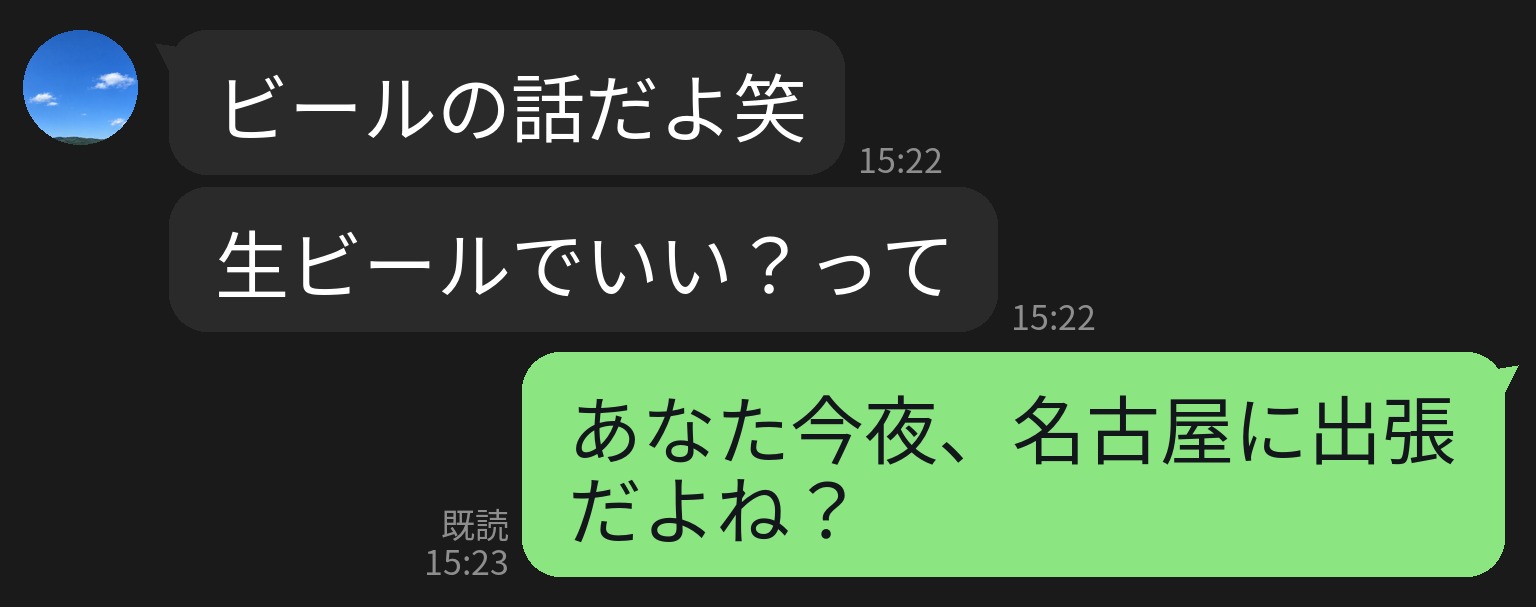 ビールの話だよ笑
15:22
生ビールでいい？って
15:22
あなた今夜、名古屋に出張
だよね？
既読
15:23